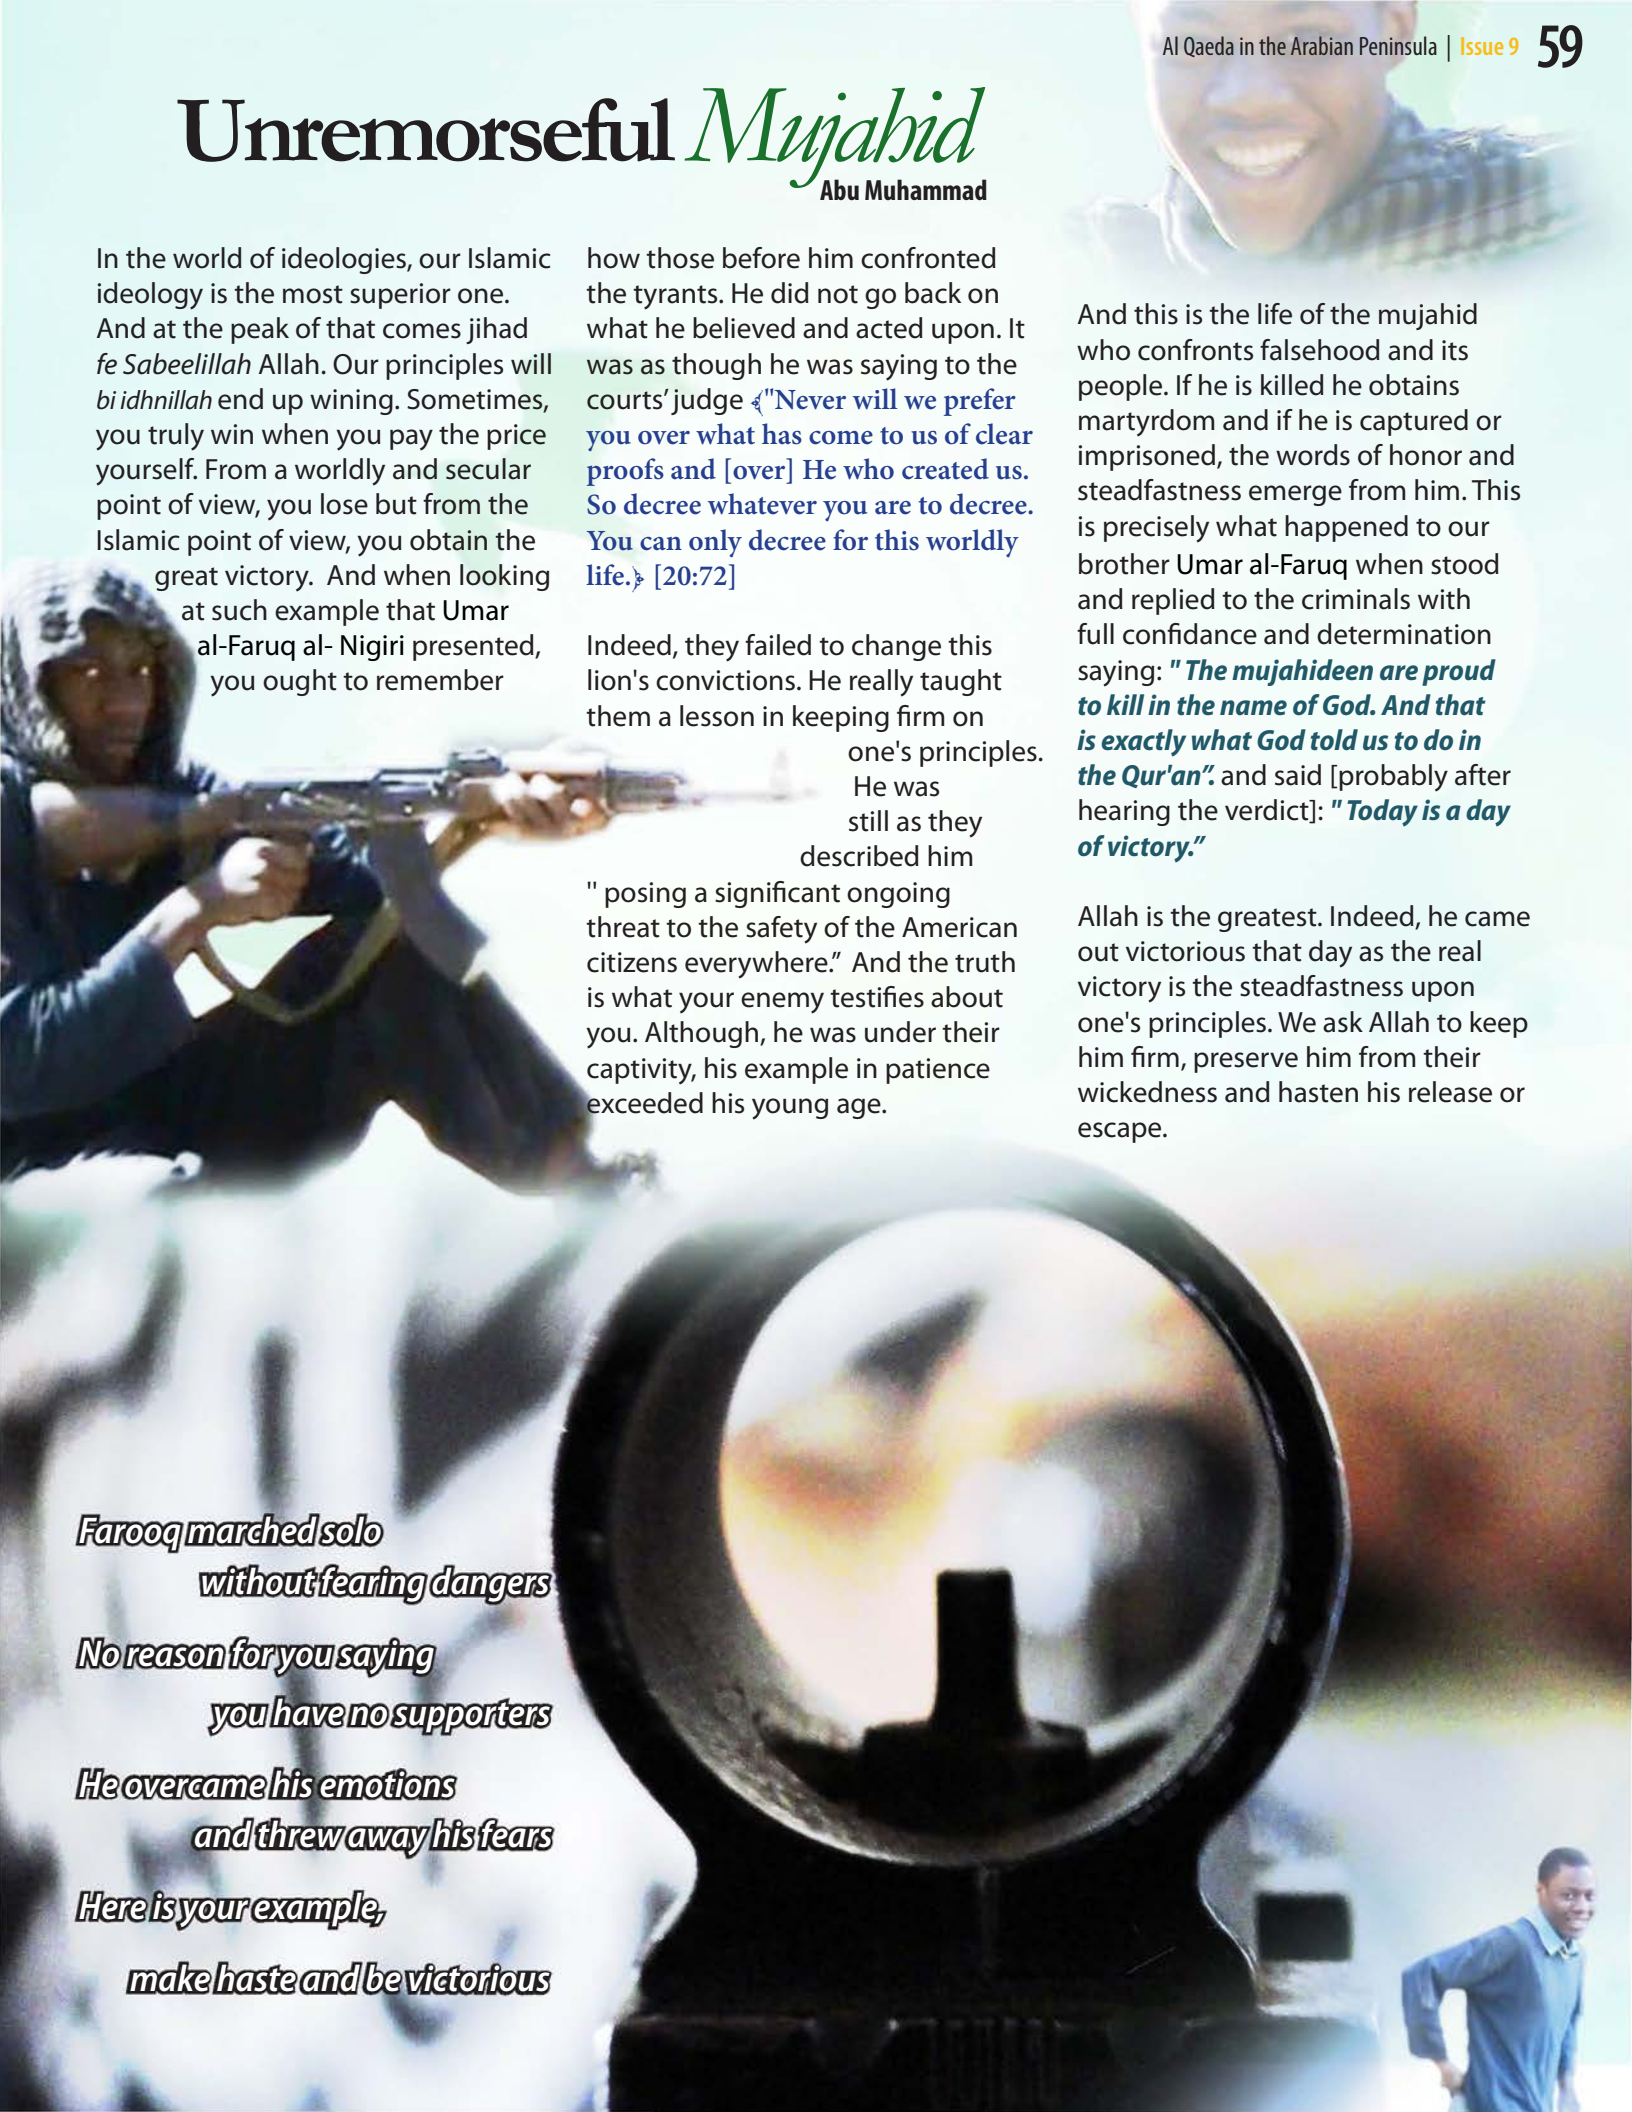 Al Qaeda in the Arabian Peninsula | Issue 9 59
Unremorseful Mujahid
Abu Muhammad
In the world of ideologies, our Islamic
ideology is the most superior one.
And at the peak of that comes jihad
fe Sabeelillah Allah. Our principles will
bi idhnillah end up wining. Sometimes,
you truly win when you pay the price
yourself. From a worldly and secular
point of view, you lose but from the
Islamic point of view, you obtain the
great victory. And when looking
at such example that Umar
al-Faruq al- Nigiri presented,
you ought to remember
how those before him confronted
the tyrants. He did not go back on
what he believed and acted upon. It
was as though he was saying to the
courts’ judge ﴾"Never will we prefer
you over what has come to us of clear
proofs and [over] He who created us.
So decree whatever you are to decree.
You can only decree for this worldly
life.﴿ [20:72]
Indeed, they failed to change this
lion's convictions. He really taught
them a lesson in keeping firm on
one's principles.
He was
still as they
described him
" posing a significant ongoing
threat to the safety of the American
citizens everywhere.” And the truth
is what your enemy testifies about
you. Although, he was under their
captivity, his example in patience
exceeded his young age.
And this is the life of the mujahid
who confronts falsehood and its
people. If he is killed he obtains
martyrdom and if he is captured or
imprisoned, the words of honor and
steadfastness emerge from him. This
is precisely what happened to our
brother Umar al-Faruq when stood
and replied to the criminals with
full confidance and determination
saying: " The mujahideen are proud
to kill in the name of God. And that
is exactly what God told us to do in
the Qur'an”. and said [probably after
hearing the verdict]: " Today is a day
of victory.”
Allah is the greatest. Indeed, he came
out victorious that day as the real
victory is the steadfastness upon
one's principles. We ask Allah to keep
him firm, preserve him from their
wickedness and hasten his release or
escape.
Farooq marched solo
without fearing dangers
No reason for you saying
you have no supporters
He overcame his emotions
and threw away his fears
Here is your example,
make haste and be victorious